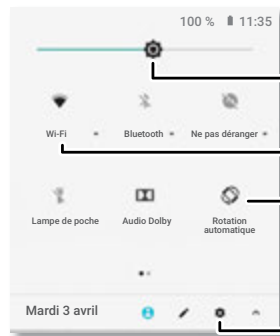 100 % 11:35
Wi-Fi Bluetooth Ne pas déranger
Lampe de poche Audio Dolby Rotation automatique
Mardi 3 avril